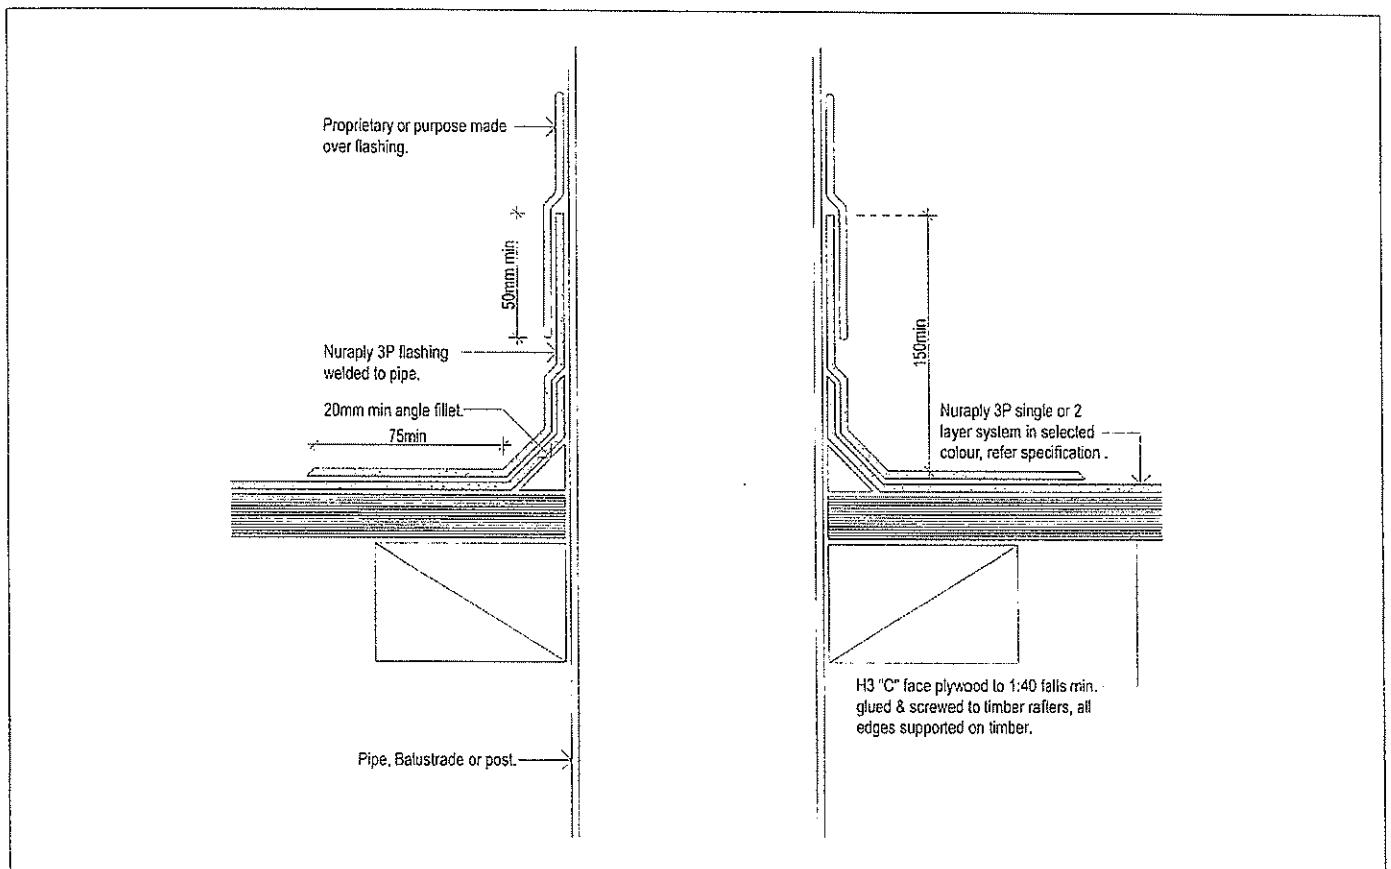 Proprietary or purpose made
over flashing.
50mm min
Nuraply 3P flashing
welded to pipe.
20mm min angle fillet.
75min
150min
Nuraply 3P single or 2
layer system in selected
colour, refer specification .
H3 "C" face plywood to 1:40 falls min.
glued & screwed to timber rafters, all
edges supported on timber.
Pipe, Balustrade or post.